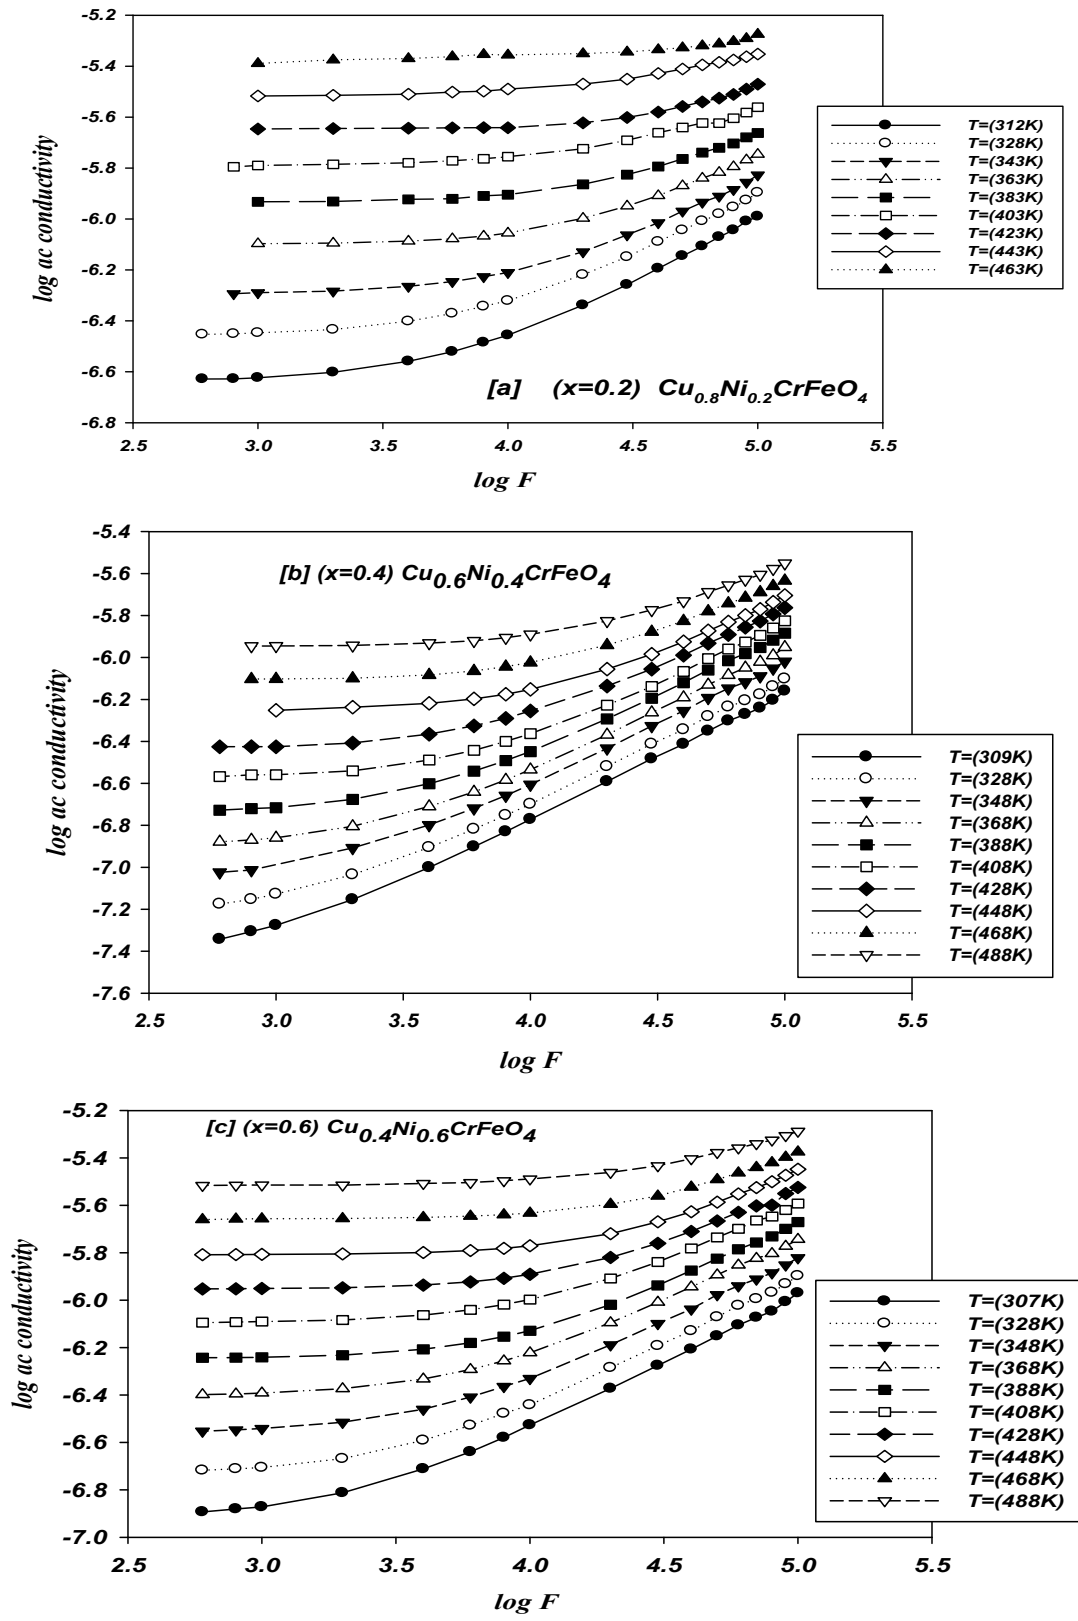 -5.2
-5.4
-5.6
-5.8
-6.0
-6.2
-6.4
-6.6
-6.8
log ac conductivity
2.5 3.0 3.5 4.0 4.5 5.0 5.5
log F
[a] (x=0.2) Cu0.8Ni0.2CrFeO4
T=(312K)
T=(328K)
T=(343K)
T=(363K)
T=(383K)
T=(403K)
T=(423K)
T=(443K)
T=(463K)
-5.4
-5.6
-5.8
-6.0
-6.2
-6.4
-6.6
-6.8
-7.0
-7.2
-7.4
-7.6
log ac conductivity
2.5 3.0 3.5 4.0 4.5 5.0 5.5
log F
[b] (x=0.4) Cu0.6Ni0.4CrFeO4
T=(309K)
T=(328K)
T=(348K)
T=(368K)
T=(388K)
T=(408K)
T=(428K)
T=(448K)
T=(468K)
T=(488K)
-5.2
-5.4
-5.6
-5.8
-6.0
-6.2
-6.4
-6.6
-6.8
-7.0
log ac conductivity
2.5 3.0 3.5 4.0 4.5 5.0 5.5
log F
[c] (x=0.6) Cu0.4Ni0.6CrFeO4
T=(307K)
T=(328K)
T=(348K)
T=(368K)
T=(388K)
T=(408K)
T=(428K)
T=(448K)
T=(468K)
T=(488K)